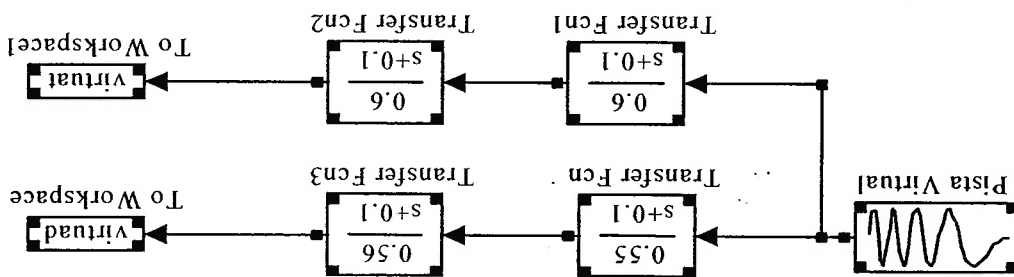 Pista Virtual
0.55
s+0.1
Transfer Fcn
0.56
s+0.1
Transfer Fcn3
virtuad
To Workspace
0.6
s+0.1
Transfer Fcn1
0.6
s+0.1
Transfer Fcn2
virtuat
To Workspace1